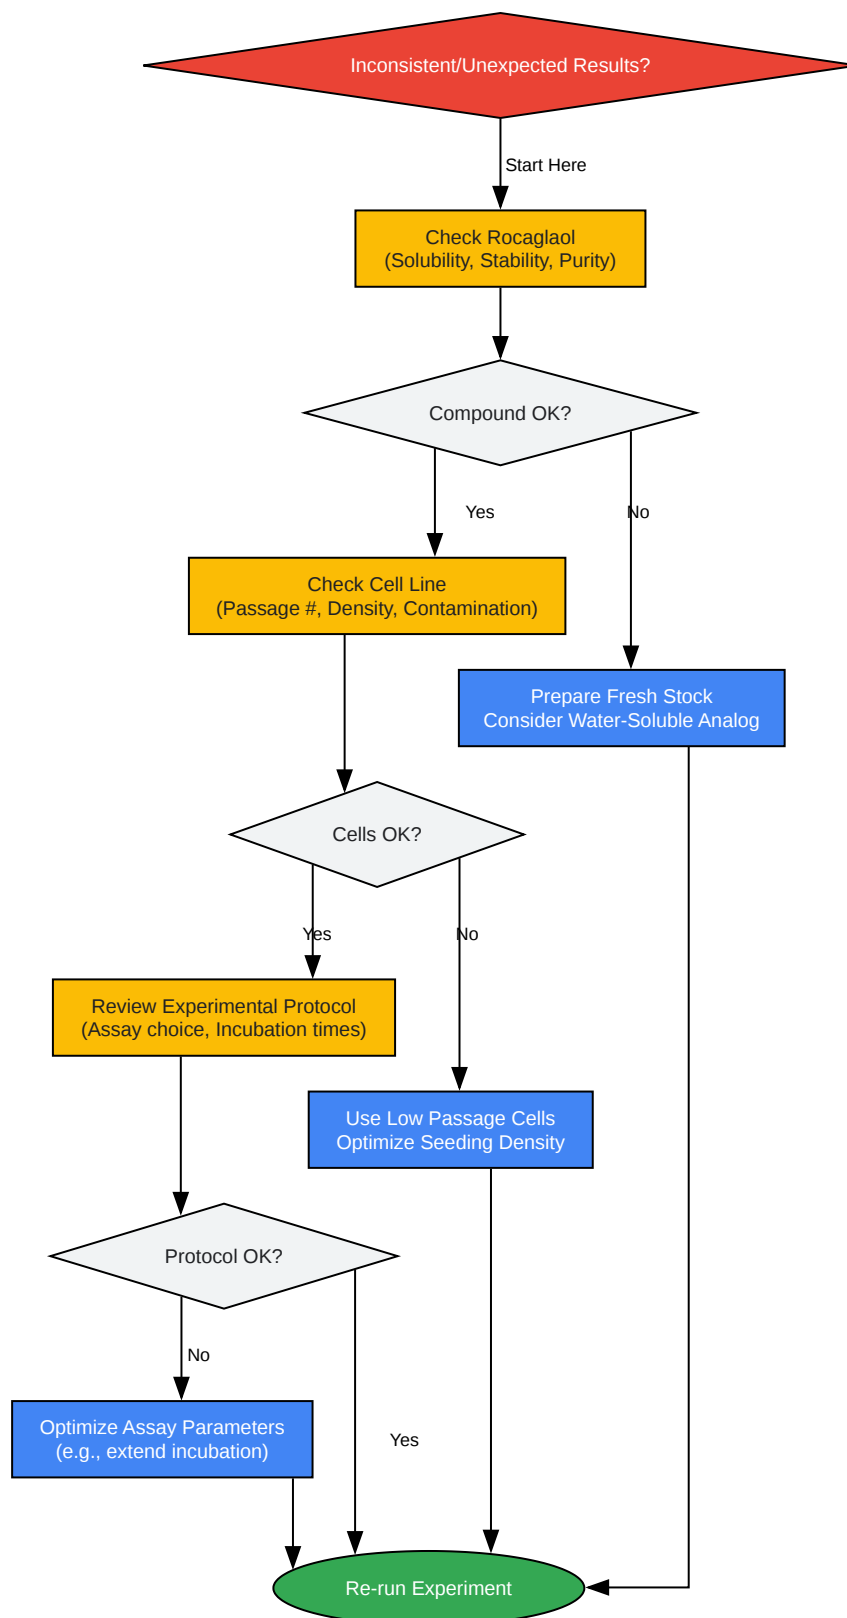 Inconsistent/Unexpected Results?
Start Here
Check Rocaglaol
(Solubility, Stability, Purity)
Compound OK?
Yes
No
Check Cell Line
(Passage #, Density, Contamination)
Prepare Fresh Stock
Consider Water-Soluble Analog
Cells OK?
Yes
No
Review Experimental Protocol
(Assay choice, Incubation times)
Use Low Passage Cells
Optimize Seeding Density
Protocol OK?
No
Yes
Optimize Assay Parameters
(e.g., extend incubation)
Re-run Experiment